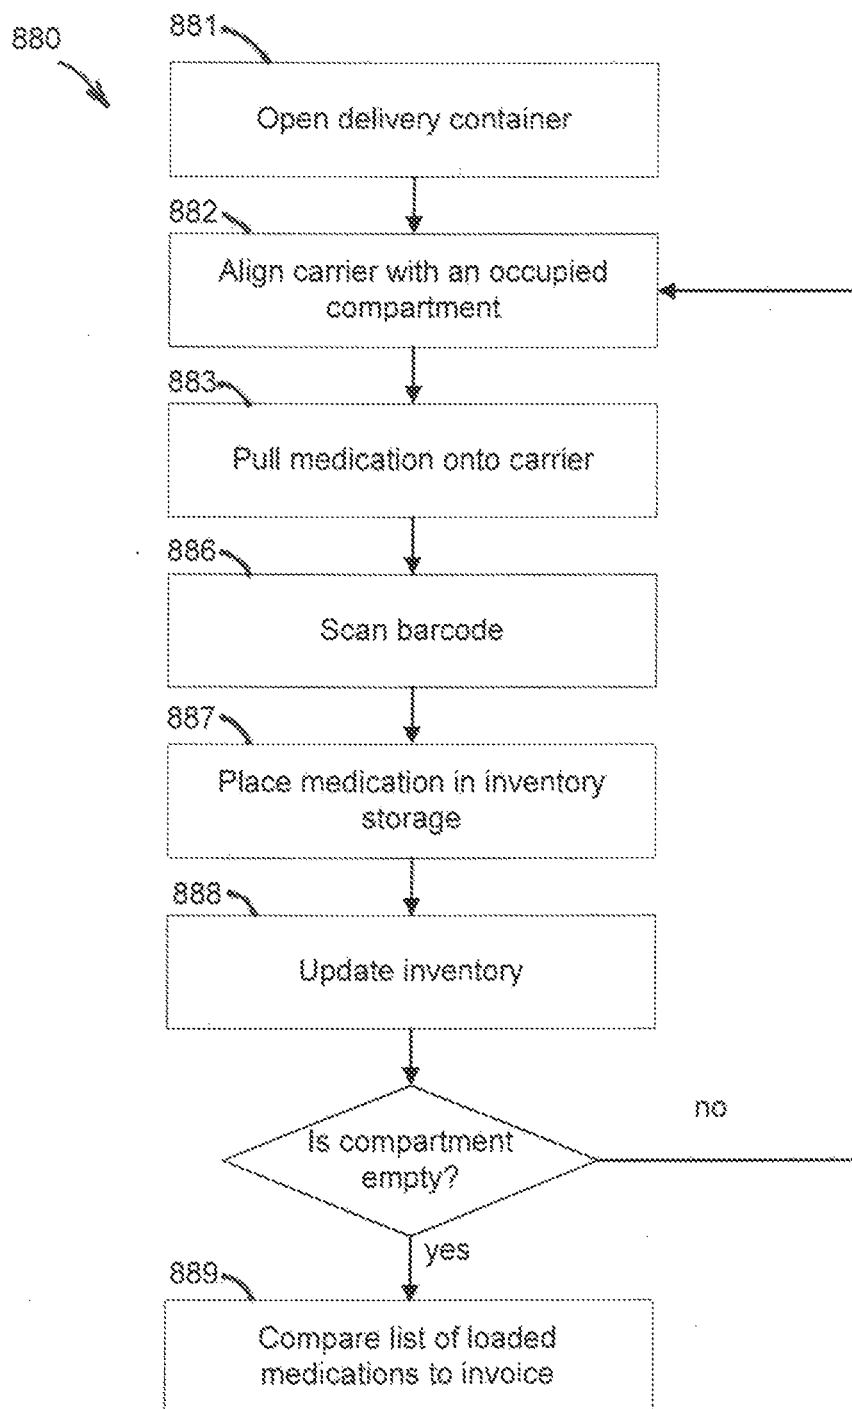 880
881
Open delivery container
882
Align carrier with an occupied
compartment
883
Pull medication onto carrier
886
Scan barcode
887
Place medication in inventory
storage
888
Update inventory
Is compartment
empty?
no
yes
889
Compare list of loaded
medications to invoice